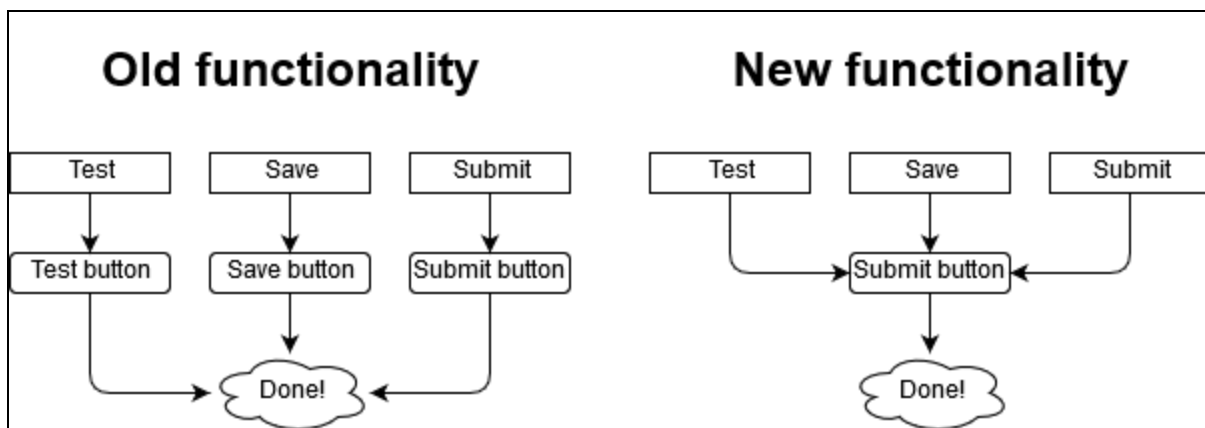 Old functionality
New functionality
Test
Save
Submit
Test
Save
Submit
Test button
Save button
Submit button
Submit button
Done!
Done!